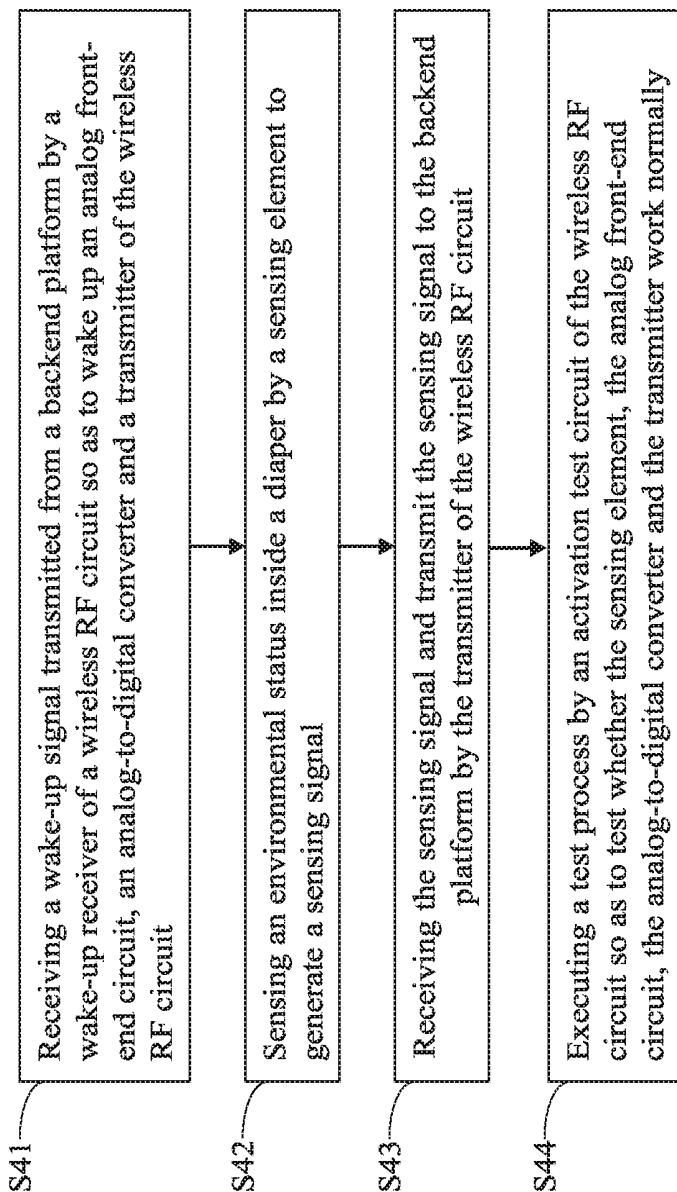 S41
Receiving a wake-up signal transmitted from a backend platform by a
wake-up receiver of a wireless RF circuit so as to wake up an analog front-
end circuit, an analog-to-digital converter and a transmitter of the wireless
RF circuit
S42
Sensing an environmental status inside a diaper by a sensing element to
generate a sensing signal
S43
Receiving the sensing signal and transmit the sensing signal to the backend
platform by the transmitter of the wireless RF circuit
S44
Executing a test process by an activation test circuit of the wireless RF
circuit so as to test whether the sensing element, the analog front-end
circuit, the analog-to-digital converter and the transmitter work normally